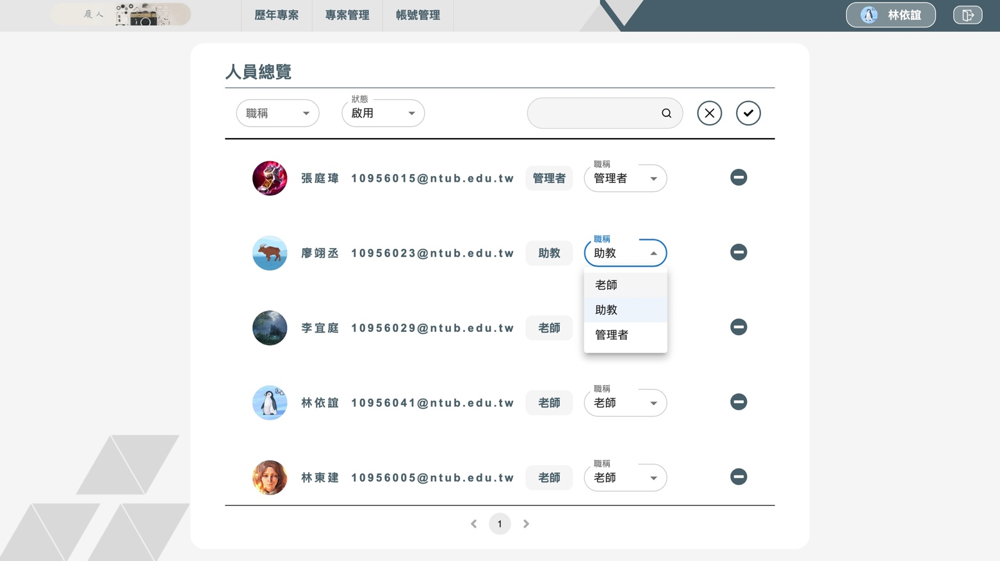 履人
歷年專案 專案管理 帳號管理
林依誼
人員總覽
職稱
狀態
啟用
張庭瑋 10956015@ntub.edu.tw 管理者
職稱
管理者
廖翊丞 10956023@ntub.edu.tw 助教
職稱
助教
老師
助教
管理者
李宜庭 10956029@ntub.edu.tw 老師
林依誼 10956041@ntub.edu.tw 老師
職稱
老師
林東建 10956005@ntub.edu.tw 老師
職稱
老師
1